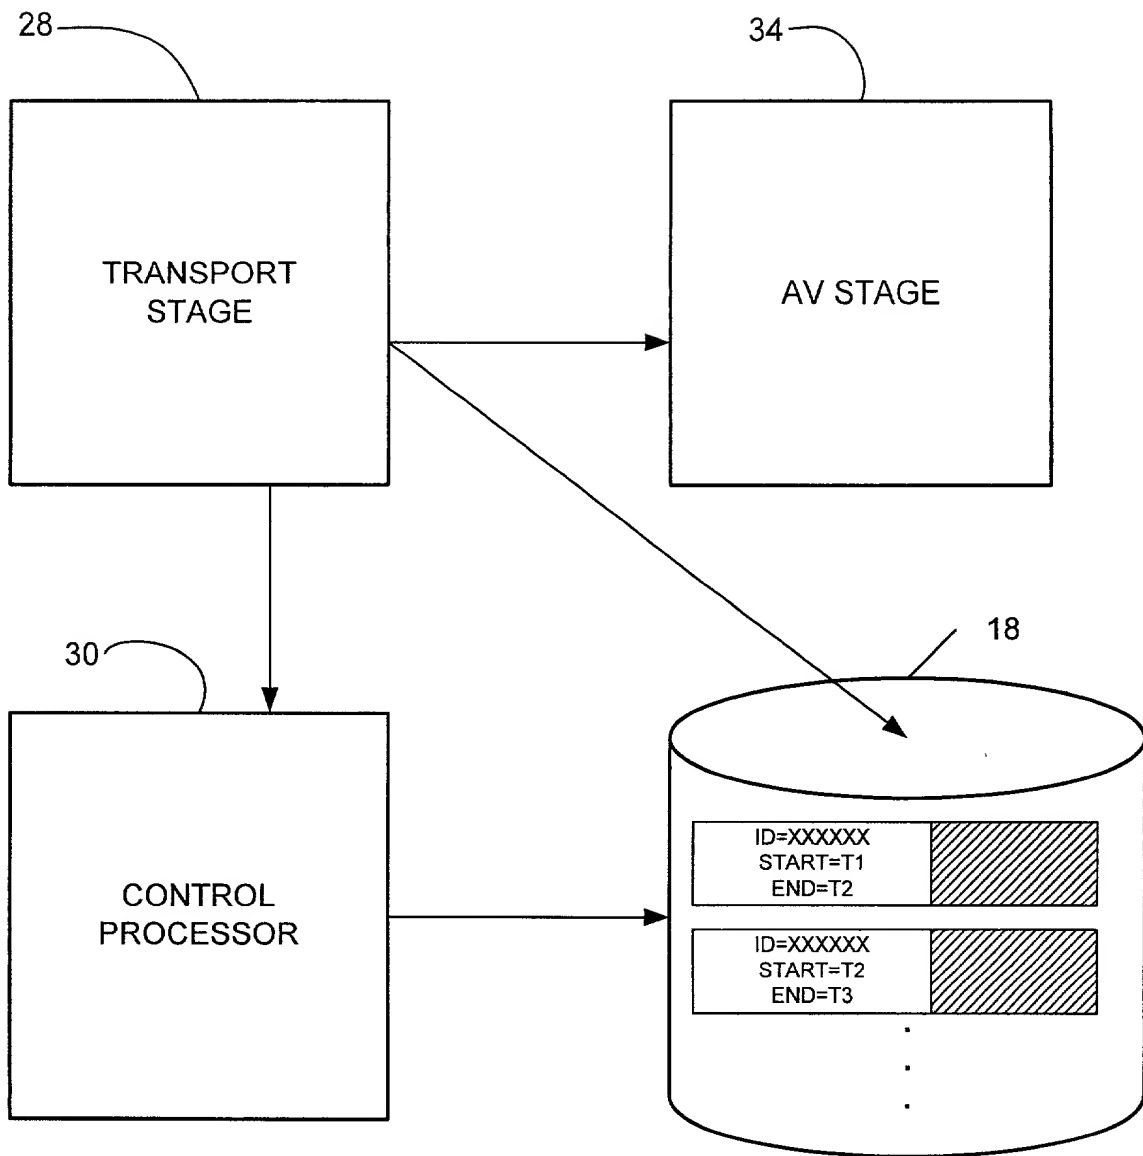 28
34
TRANSPORT
STAGE
AV STAGE
30
18
CONTROL
PROCESSOR
ID=XXXXXX
START=T1
END=T2
ID=XXXXXX
START=T2
END=T3